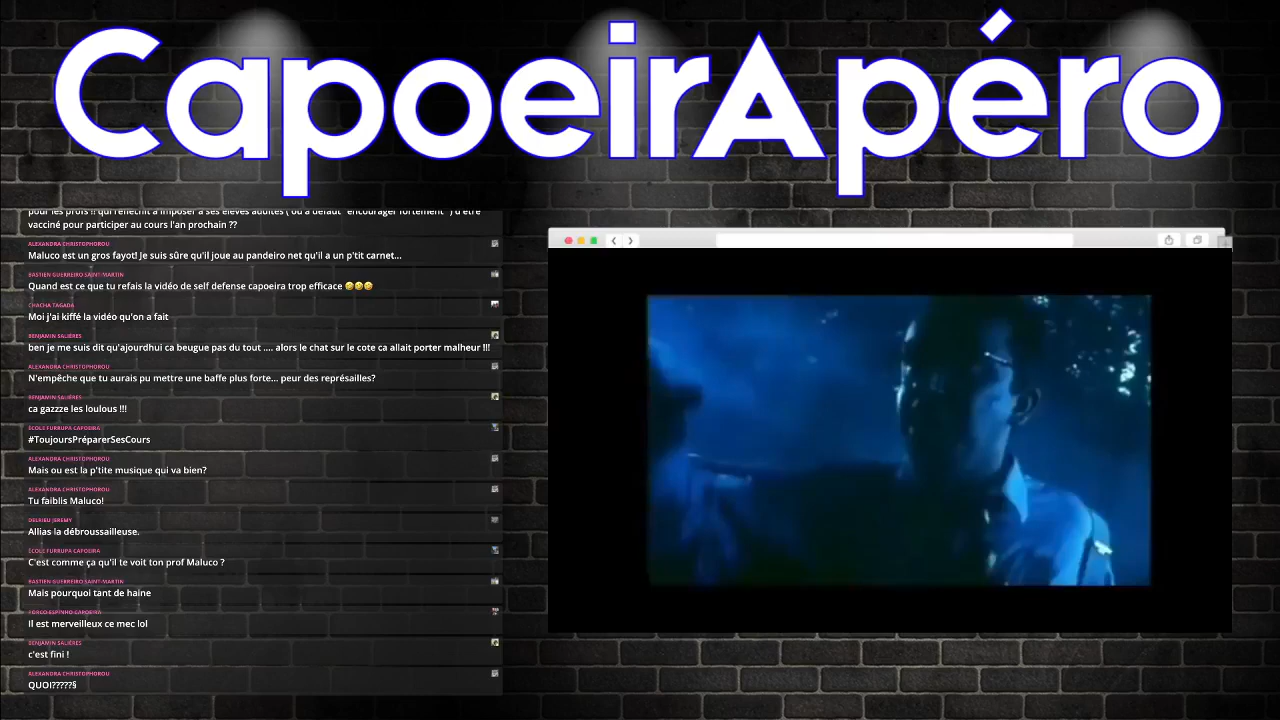 CapoeirApéro
pour les profs !! qui réfléchit à imposer à ses élèves adultes ( ou à défaut "encourager fortement" ) d'être
vacciné pour participer au cours l'an prochain ??
ALEXANDRA CHRISTOPHOROU
Maluco est un gros fayot! Je suis sûre qu'il joue au pandeiro net qu'il a un p'tit carnet...
BASTIEN GUERREIRO SAINT-MARTIN
Quand est ce que tu refais la vidéo de self defense capoeira trop efficace 🤣🤣🤣
CHACHA TAGADA
Moi j'ai kiffé la vidéo qu'on a fait
BENJAMIN SALIÈRES
ben je me suis dit qu'ajourdhui ca beugue pas du tout .... alors le chat sur le cote ca allait porter malheur !!!
ALEXANDRA CHRISTOPHOROU
N'empêche que tu aurais pu mettre une baffe plus forte... peur des représailles?
BENJAMIN SALIÈRES
ca gazzze les loulous !!!
ÉCOLE FURRUPA CAPOEIRA
#ToujoursPréparerSesCours
ALEXANDRA CHRISTOPHOROU
Mais ou est la p'tite musique qui va bien?
ALEXANDRA CHRISTOPHOROU
Tu faiblis Maluco!
DELRIEU JEREMY
Allias la débroussailleuse.
ÉCOLE FURRUPA CAPOEIRA
C'est comme ça qu'il te voit ton prof Maluco ?
BASTIEN GUERREIRO SAINT-MARTIN
Mais pourquoi tant de haine
TOPCO ESPINHO CAPOEIRA
Il est merveilleux ce mec lol
BENJAMIN SALIÈRES
c'est fini !
ALEXANDRA CHRISTOPHOROU
QUOI?????§